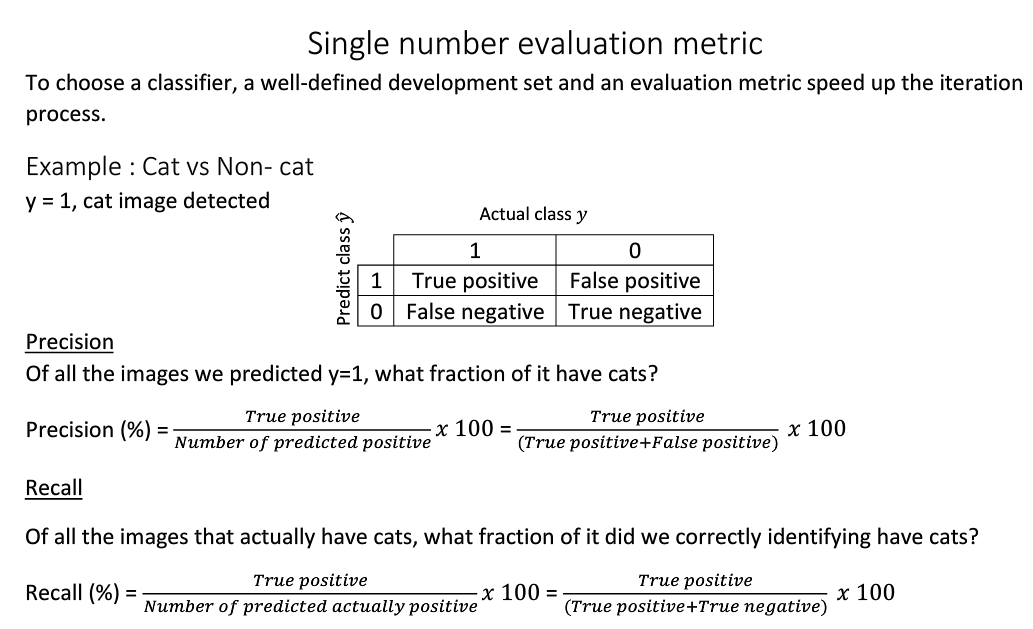 Single number evaluation metric
To choose a classifier, a well-defined development set and an evaluation metric speed up the iteration
process.
Example : Cat vs Non- cat
y = 1, cat image detected
Predict class ŷ
Actual class y
1 0
1 True positive False positive
0 False negative True negative
Precision
Of all the images we predicted y=1, what fraction of it have cats?
Precision (%) = True positive / Number of predicted positive x 100 = True positive / (True positive+False positive) x 100
Recall
Of all the images that actually have cats, what fraction of it did we correctly identifying have cats?
Recall (%) = True positive / Number of predicted actually positive x 100 = True positive / (True positive+True negative) x 100